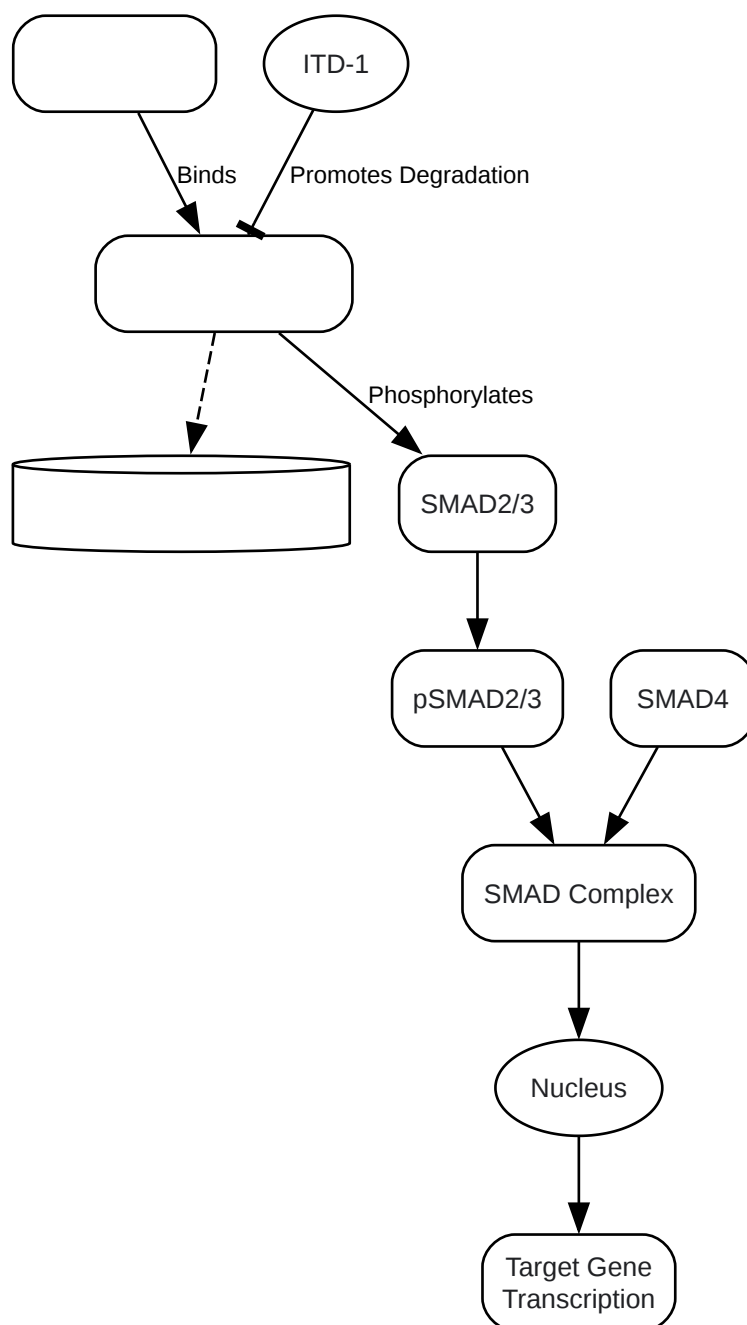 ITD-1
Binds
Promotes Degradation
Phosphorylates
SMAD2/3
pSMAD2/3
SMAD4
SMAD Complex
Nucleus
Target Gene
Transcription